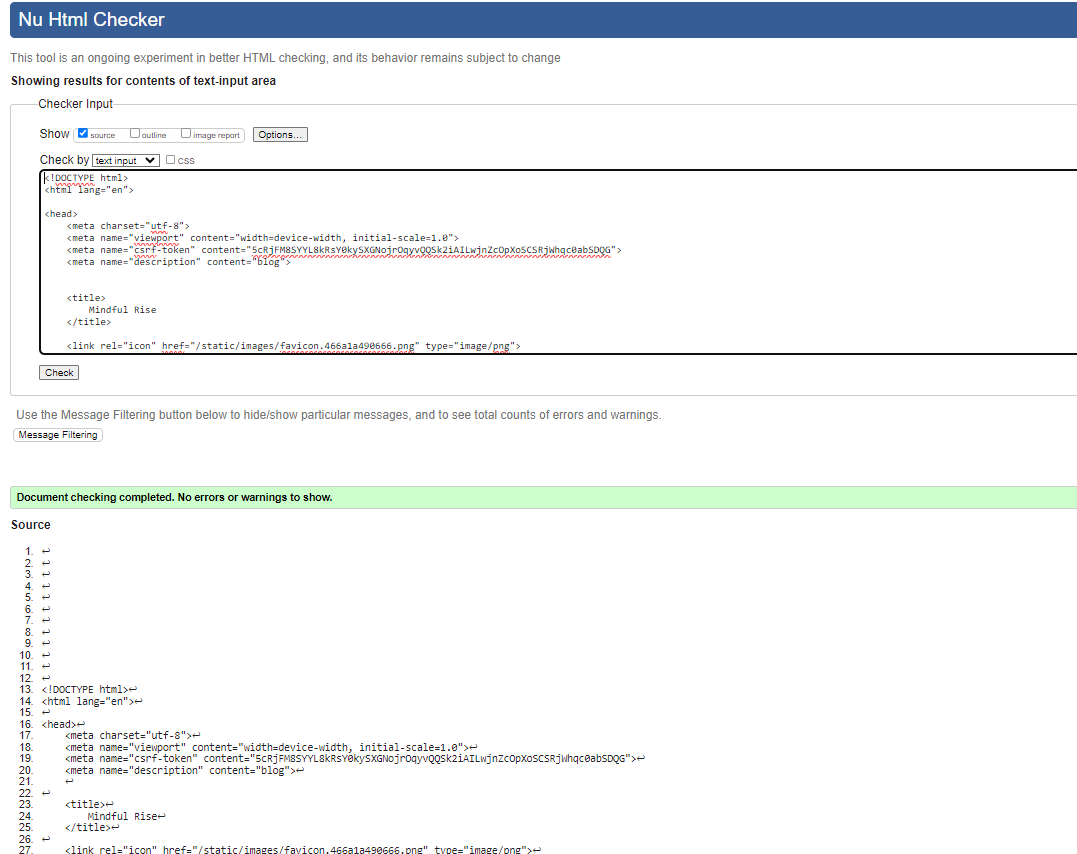 Nu Html Checker
This tool is an ongoing experiment in better HTML checking, and its behavior remains subject to change
Showing results for contents of text-input area
Checker Input
Show source outline image report Options...
Check by text input css
<!DOCTYPE html>
<html lang="en">
<head>
<meta charset="utf-8">
<meta name="viewport" content="width=device-width, initial-scale=1.0">
<meta name="csrf-token" content="5cRjFM8SYYL8kRsY0kySXGNojrOqyvQQSk2iAILwjnZcOpXoSCSRjWhqc0abSDQG">
<meta name="description" content="blog">
<title>
Mindful Rise
</title>
<link rel="icon" href="/static/images/favicon.466a1a490666.png" type="image/png">
Check
Use the Message Filtering button below to hide/show particular messages, and to see total counts of errors and warnings.
Message Filtering
Document checking completed. No errors or warnings to show.
Source
1. ↩
2. ↩
3. ↩
4. ↩
5. ↩
6. ↩
7. ↩
8. ↩
9. ↩
10. ↩
11. ↩
12. ↩
13. <!DOCTYPE html>↩
14. <html lang="en">↩
15. ↩
16. <head>↩
17. <meta charset="utf-8">↩
18. <meta name="viewport" content="width=device-width, initial-scale=1.0">↩
19. <meta name="csrf-token" content="5cRjFM8SYYL8kRsY0kySXGNojrOqyvQQSk2iAILwjnZcOpXoSCSRjWhqc0abSDQG">↩
20. <meta name="description" content="blog">↩
21. ↩
22. ↩
23. <title>↩
24. Mindful Rise↩
25. </title>↩
26. ↩
27. <link rel="icon" href="/static/images/favicon.466a1a490666.png" type="image/png">↩